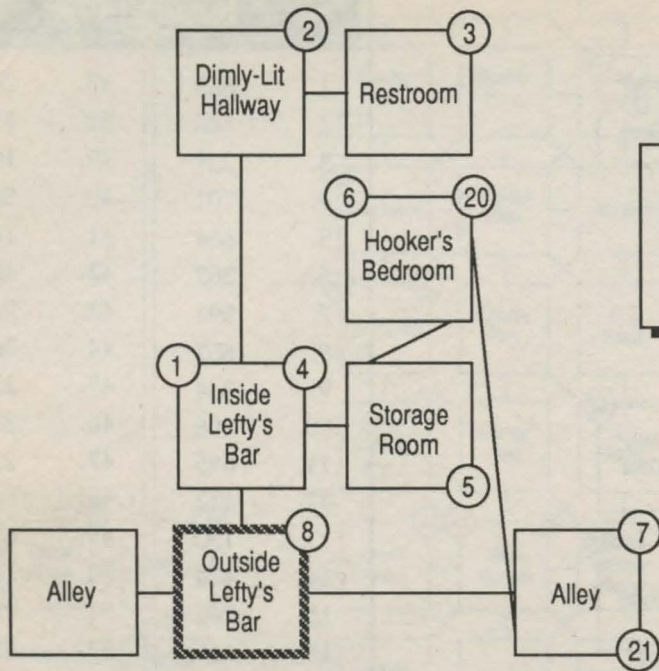 2
3
Dimly-Lit
Hallway
Restroom
6
20
Hooker's
Bedroom
1
4
Inside
Lefty's
Bar
Storage
Room
5
8
7
Alley
Outside
Lefty's
Bar
Alley
21